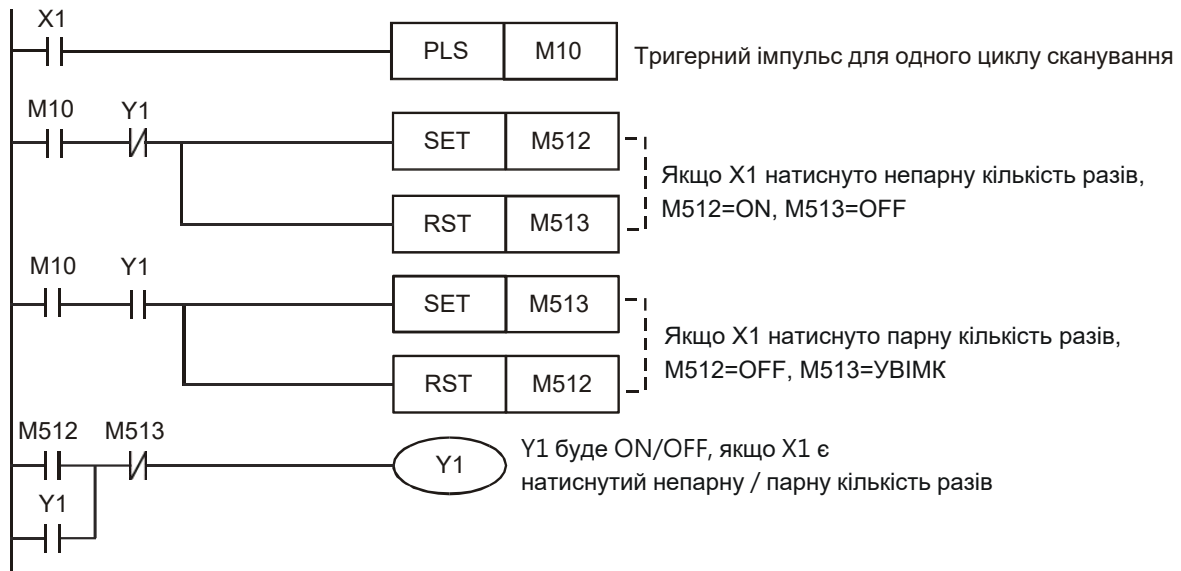 X1
PLS M10 Тригерний імпульс для одного циклу сканування
M10 Y1
SET M512
Якщо X1 натиснуто непарну кількість разів,
M512=ON, M513=OFF
RST M513
M10 Y1
SET M513
Якщо X1 натиснуто парну кількість разів,
M512=OFF, M513=УВІМК
RST M512
M512 M513
Y1
Y1 буде ON/OFF, якщо X1 є
натиснутий непарну / парну кількість разів
Y1